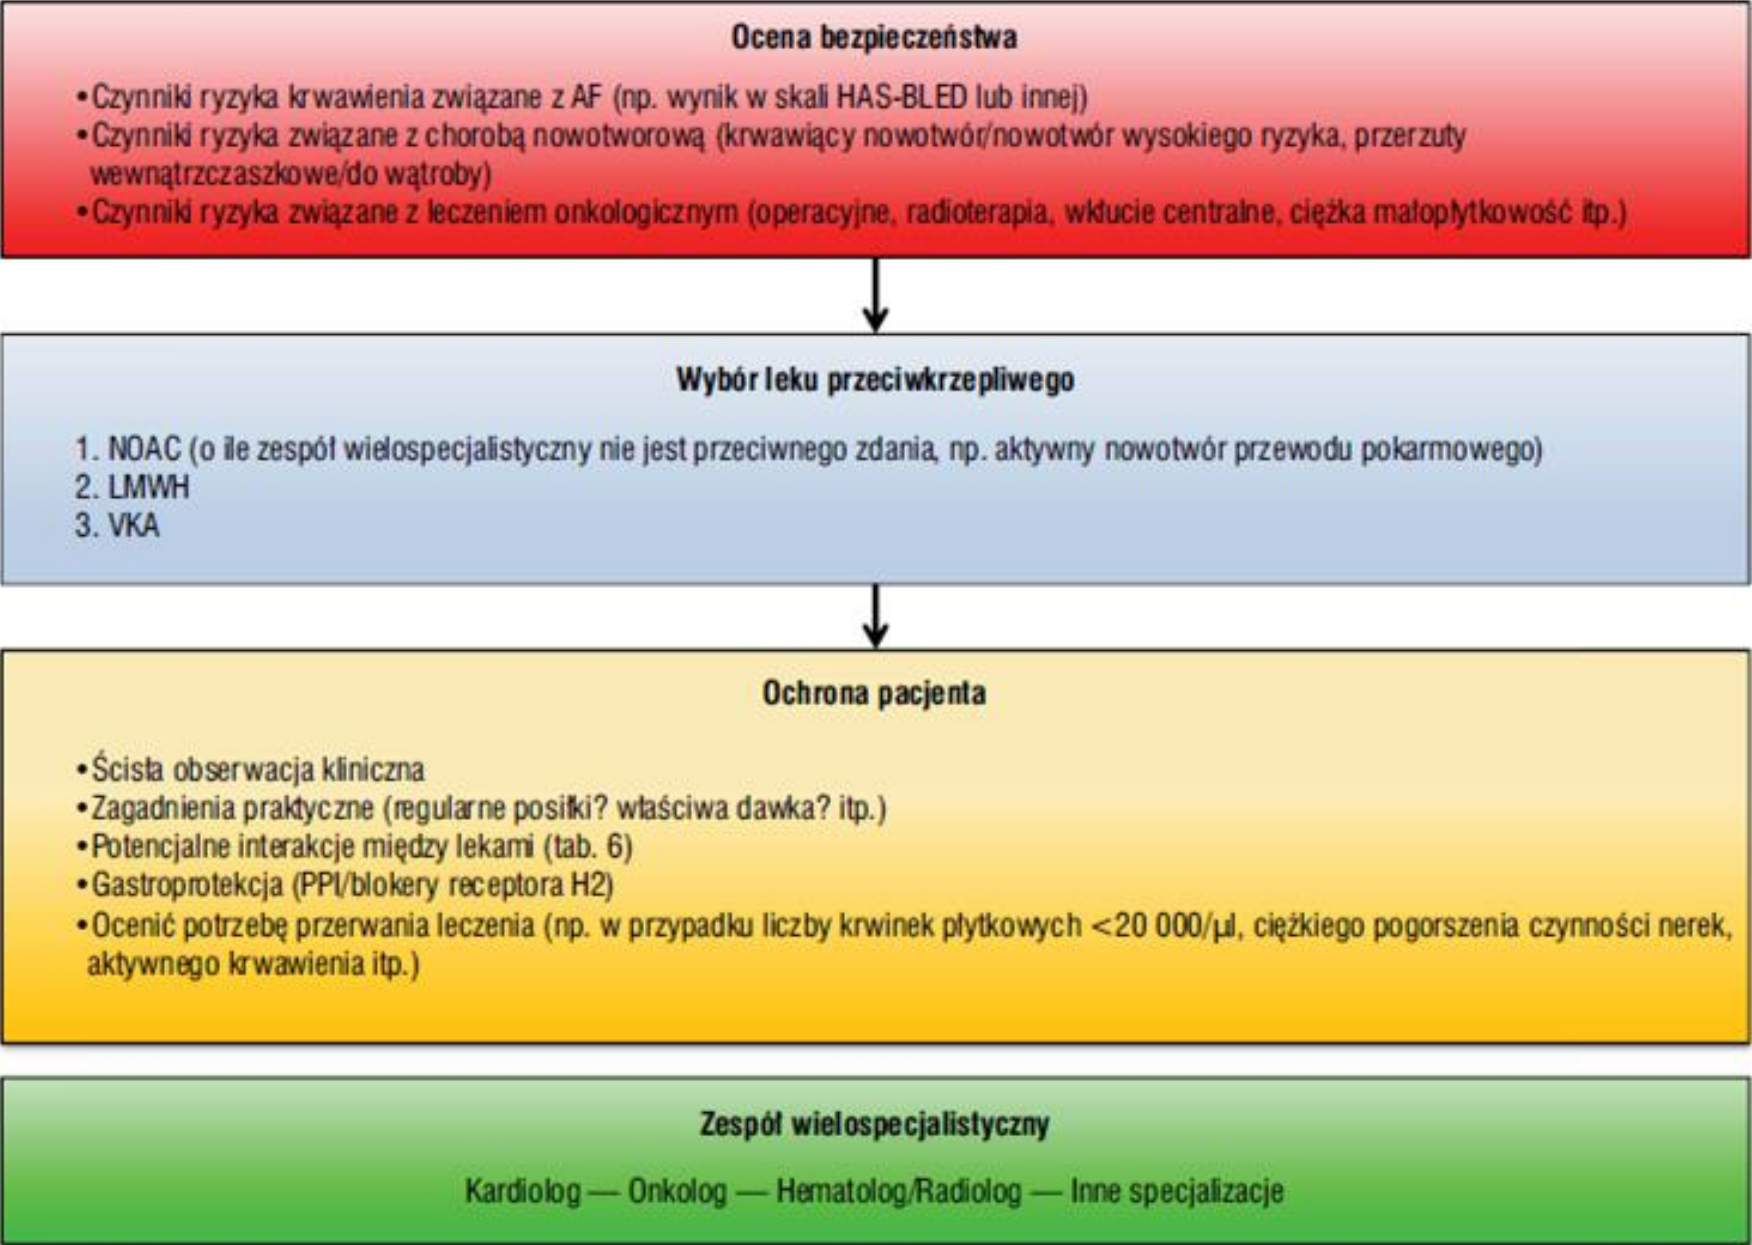 Ocena bezpieczeństwa
•Czynniki ryzyka krwawienia związane z AF (np. wynik w skali HAS-BLED lub innej)
•Czynniki ryzyka związane z chorobą nowotworową (krwawiący nowotwór/nowotwór wysokiego ryzyka, przerzuty
wewnątrzczaszkowe/do wątroby)
•Czynniki ryzyka związane z leczeniem onkologicznym (operacyjne, radioterapia, wkłucie centralne, ciężka małopłytkowość itp.)
Wybór leku przeciwkrzepliwego
1. NOAC (o ile zespół wielospecjalistyczny nie jest przeciwnego zdania, np. aktywny nowotwór przewodu pokarmowego)
2. LMWH
3. VKA
Ochrona pacjenta
•Ścisła obserwacja kliniczna
•Zagadnienia praktyczne (regularne posiłki? właściwa dawka? itp.)
•Potencjalne interakcje między lekami (tab. 6)
•Gastroprotekcja (PPI/blokery receptora H2)
•Ocenić potrzebę przerwania leczenia (np. w przypadku liczby krwinek płytkowych <20 000/µl, ciężkiego pogorszenia czynności nerek,
aktywnego krwawienia itp.)
Zespół wielospecjalistyczny
Kardiolog — Onkolog — Hematolog/Radiolog — Inne specjalizacje